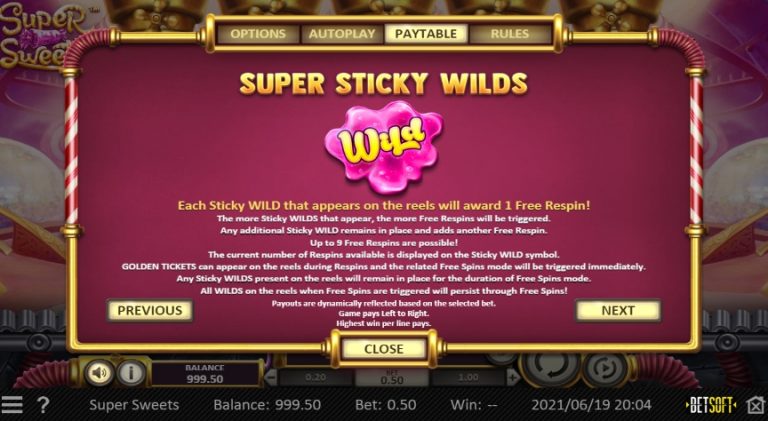 SUPER
SWEETS
OPTIONS AUTOPLAY PAYTABLE RULES
SUPER STICKY WILDS
Wild
Each Sticky WILD that appears on the reels will award 1 Free Respin!
The more Sticky WILDS that appear, the more Free Respins will be triggered.
Any additional Sticky WILD remains in place and adds another Free Respin.
Up to 9 Free Respins are possible!
The current number of Respins available is displayed on the Sticky WILD symbol.
GOLDEN TICKETS can appear on the reels during Respins and the related Free Spins mode will be triggered immediately.
Any Sticky WILDS present on the reels will remain in place for the duration of Free Spins mode.
All WILDS on the reels when Free Spins are triggered will persist through Free Spins!
Payouts are dynamically reflected based on the selected bet.
Game pays Left to Right.
Highest win per line pays.
PREVIOUS NEXT
CLOSE
BALANCE
999.50
− 0.20 BET 0.50 1.00 +
Super Sweets Balance: 999.50 Bet: 0.50 Win: -- 2021/06/19 20:04 BETSOFT